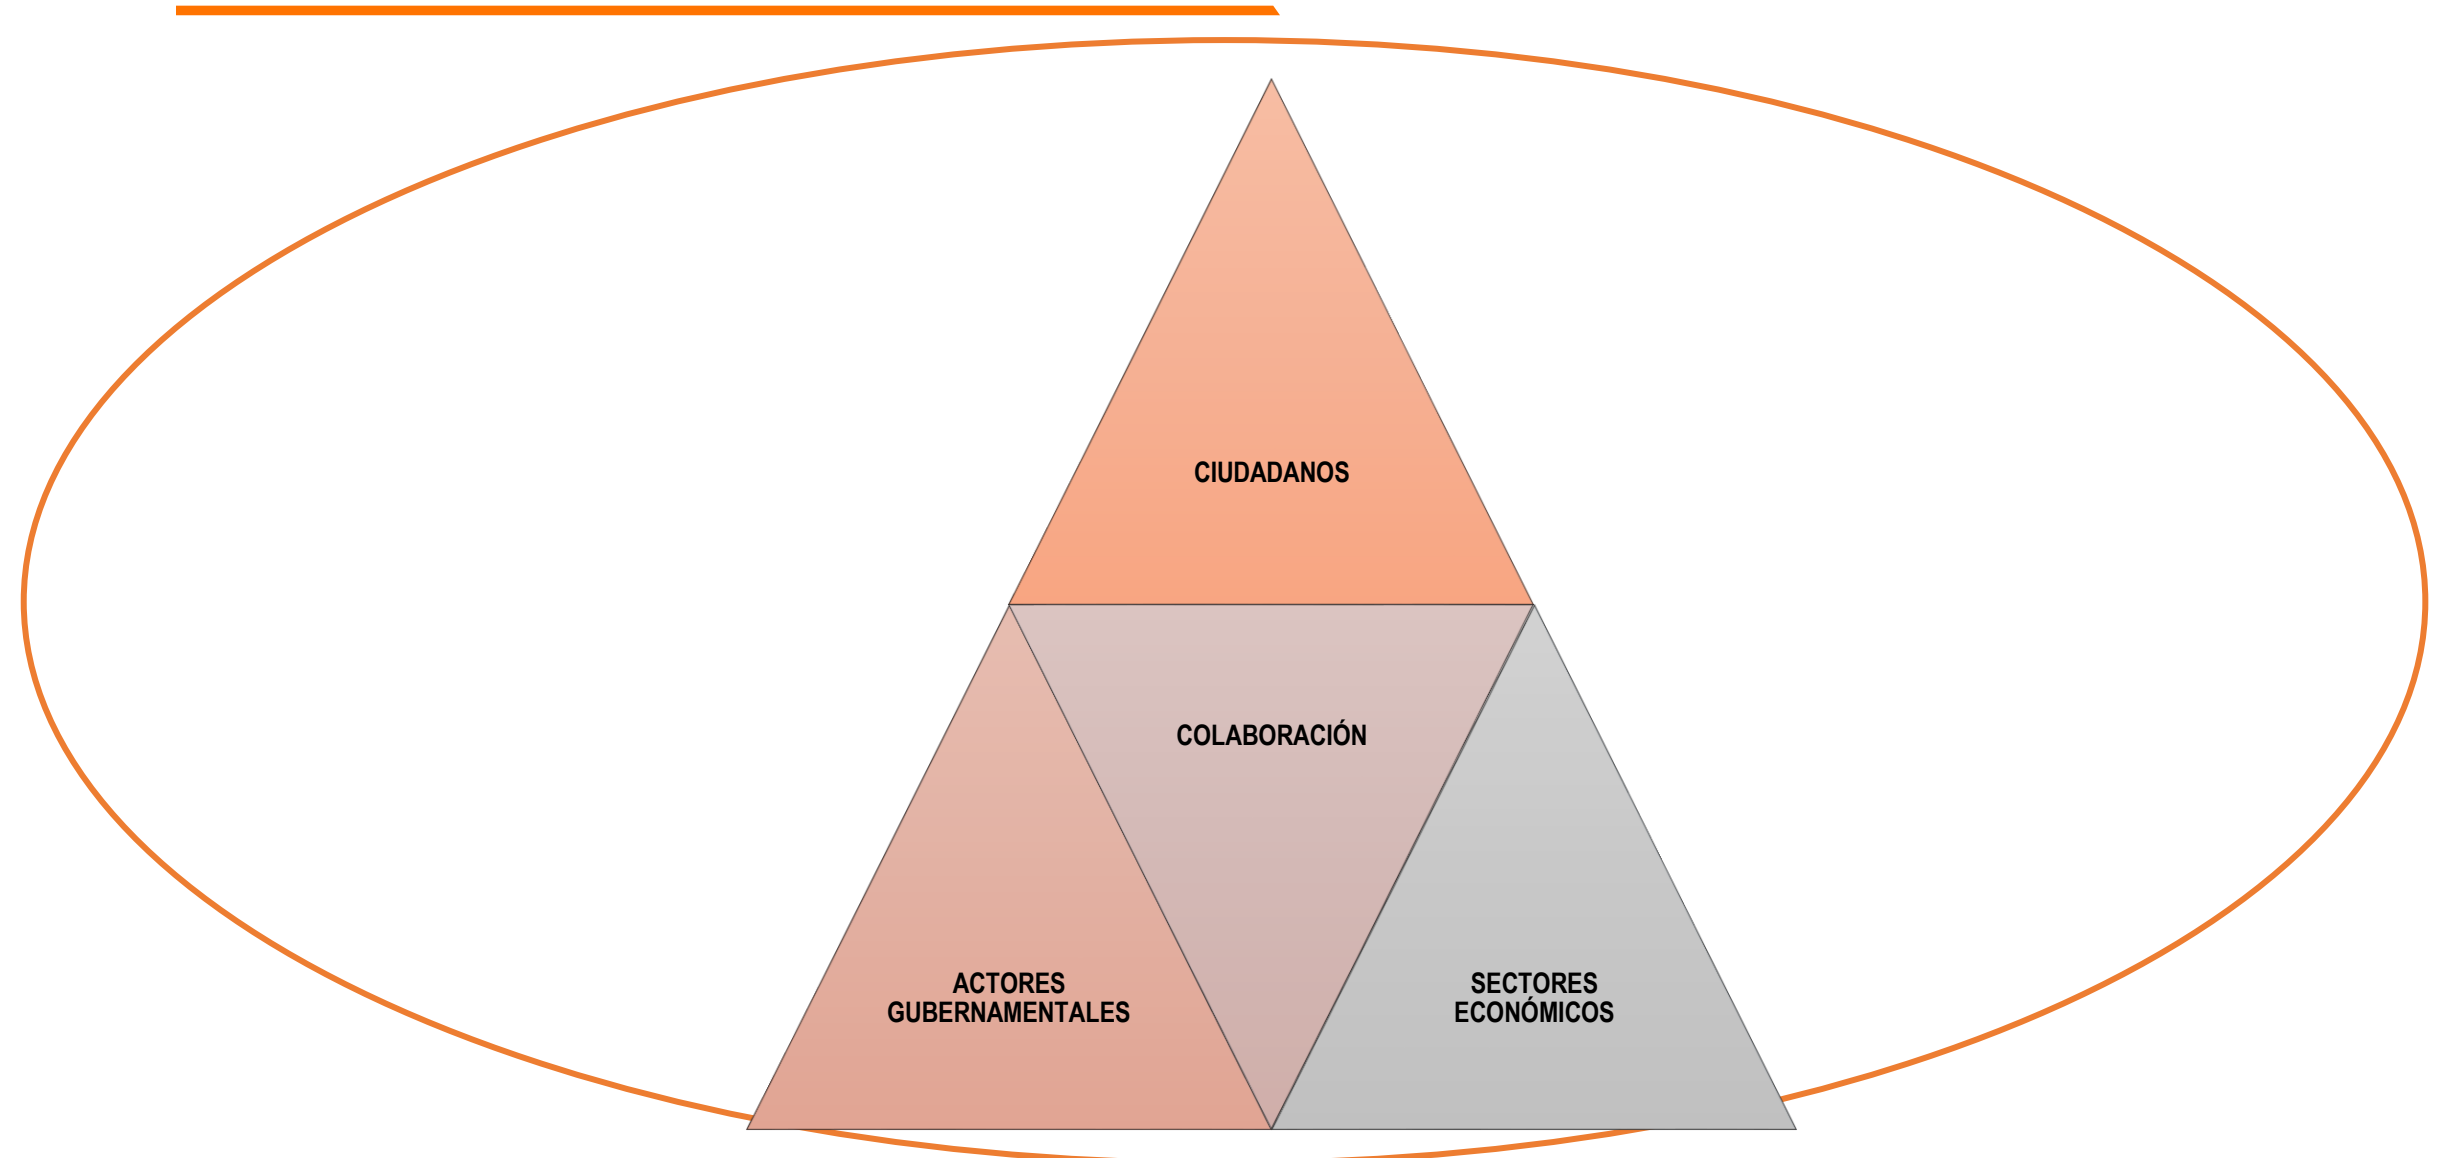 CIUDADANOS
COLABORACIÓN
ACTORES
GUBERNAMENTALES
SECTORES
ECONÓMICOS